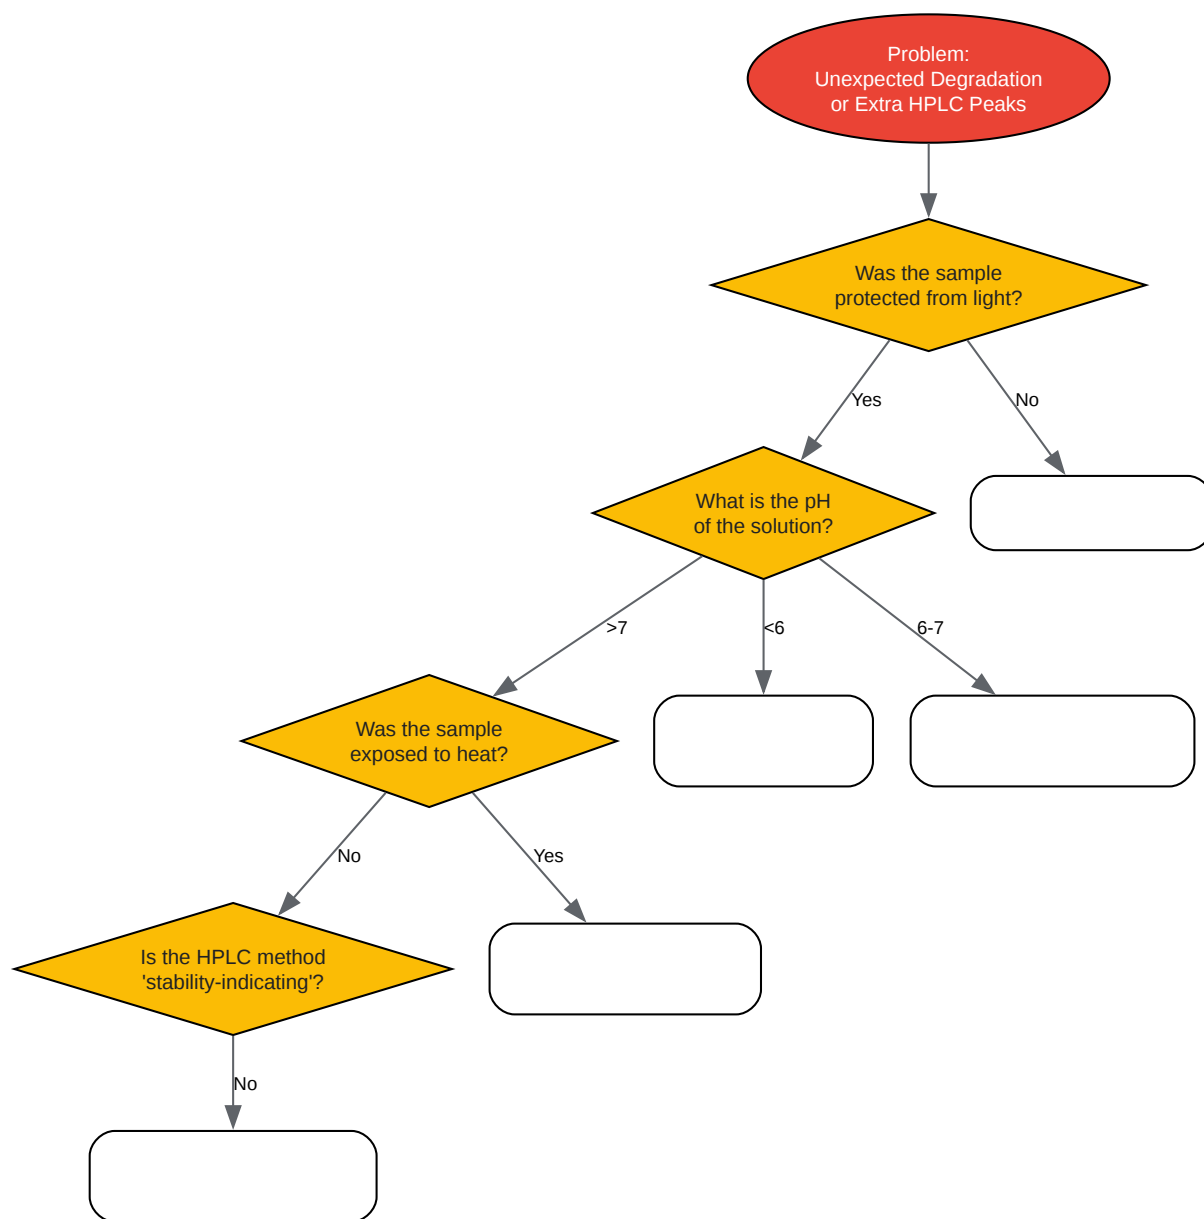 Problem:
Unexpected Degradation
or Extra HPLC Peaks
Was the sample
protected from light?
Yes
No
What is the pH
of the solution?
>7
<6
6-7
Was the sample
exposed to heat?
No
Yes
Is the HPLC method
'stability-indicating'?
No